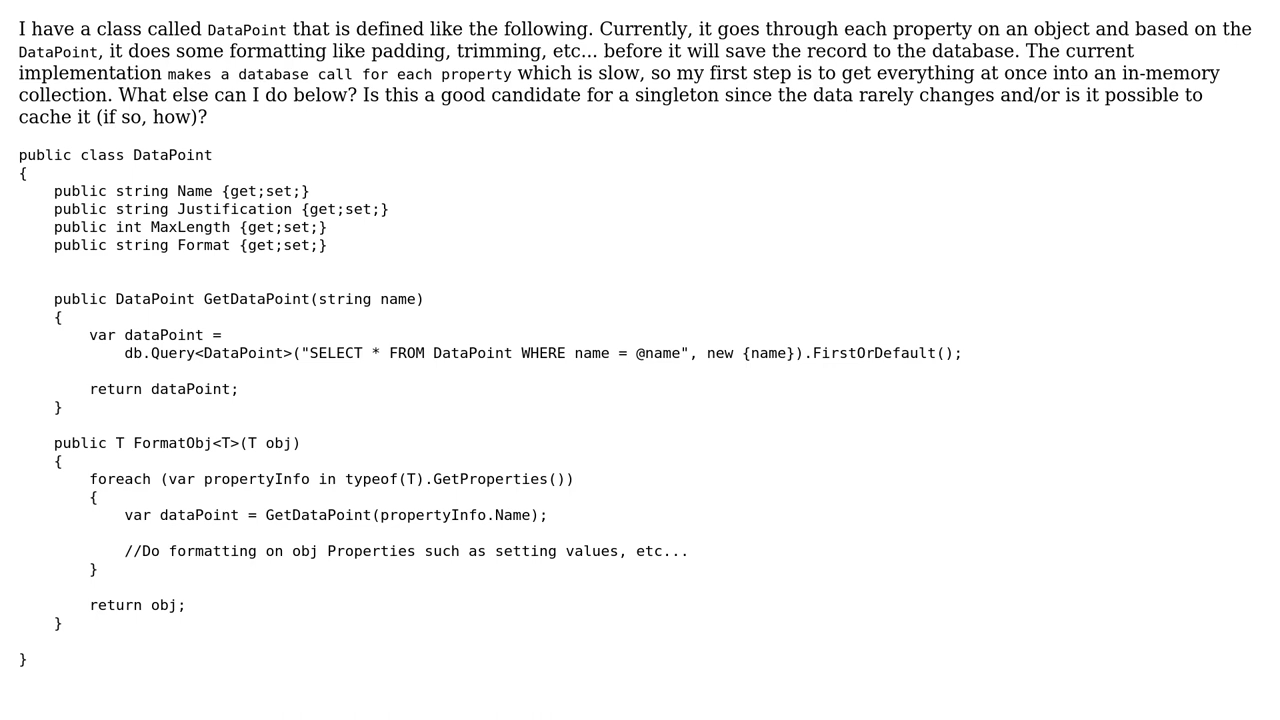 I have a class called DataPoint that is defined like the following. Currently, it goes through each property on an object and based on the
DataPoint, it does some formatting like padding, trimming, etc... before it will save the record to the database. The current
implementation makes a database call for each property which is slow, so my first step is to get everything at once into an in-memory
collection. What else can I do below? Is this a good candidate for a singleton since the data rarely changes and/or is it possible to
cache it (if so, how)?
public class DataPoint
{
    public string Name {get;set;}
    public string Justification {get;set;}
    public int MaxLength {get;set;}
    public string Format {get;set;}
    public DataPoint GetDataPoint(string name)
    {
        var dataPoint =
            db.Query<DataPoint>("SELECT * FROM DataPoint WHERE name = @name", new {name}).FirstOrDefault();
        return dataPoint;
    }
    public T FormatObj<T>(T obj)
    {
        foreach (var propertyInfo in typeof(T).GetProperties())
        {
            var dataPoint = GetDataPoint(propertyInfo.Name);
            //Do formatting on obj Properties such as setting values, etc...
        }
        return obj;
    }
}